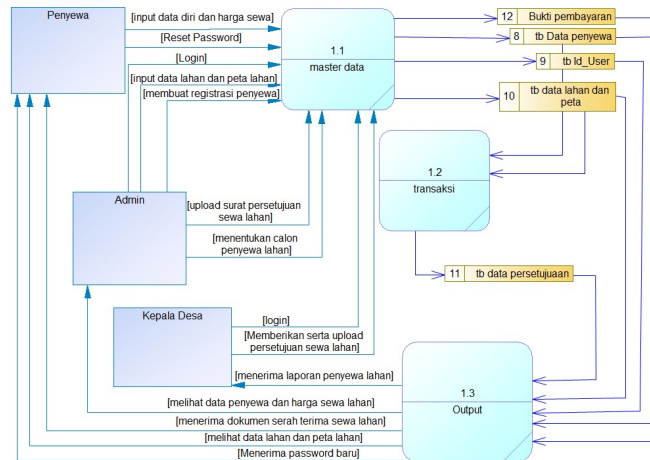 Penyewa
[input data diri dan harga sewa]
[Reset Password]
[Login]
[input data lahan dan peta lahan]
[membuat registrasi penyewa]
1.1
master data
12 Bukti pembayaran
8 tb Data penyewa
9 tb Id_User
10 tb data lahan dan
peta
1.2
transaksi
Admin
[upload surat persetujuan
sewa lahan]
[menentukan calon
penyewa lahan]
11 tb data persetujuaan
Kepala Desa
[login]
[Memberikan serta upload
persetujuan sewa lahan]
[menerima laporan penyewa lahan]
1.3
Output
[melihat data penyewa dan harga sewa lahan]
[menerima dokumen serah terima sewa lahan]
[melihat data lahan dan peta lahan]
[Menerima password baru]